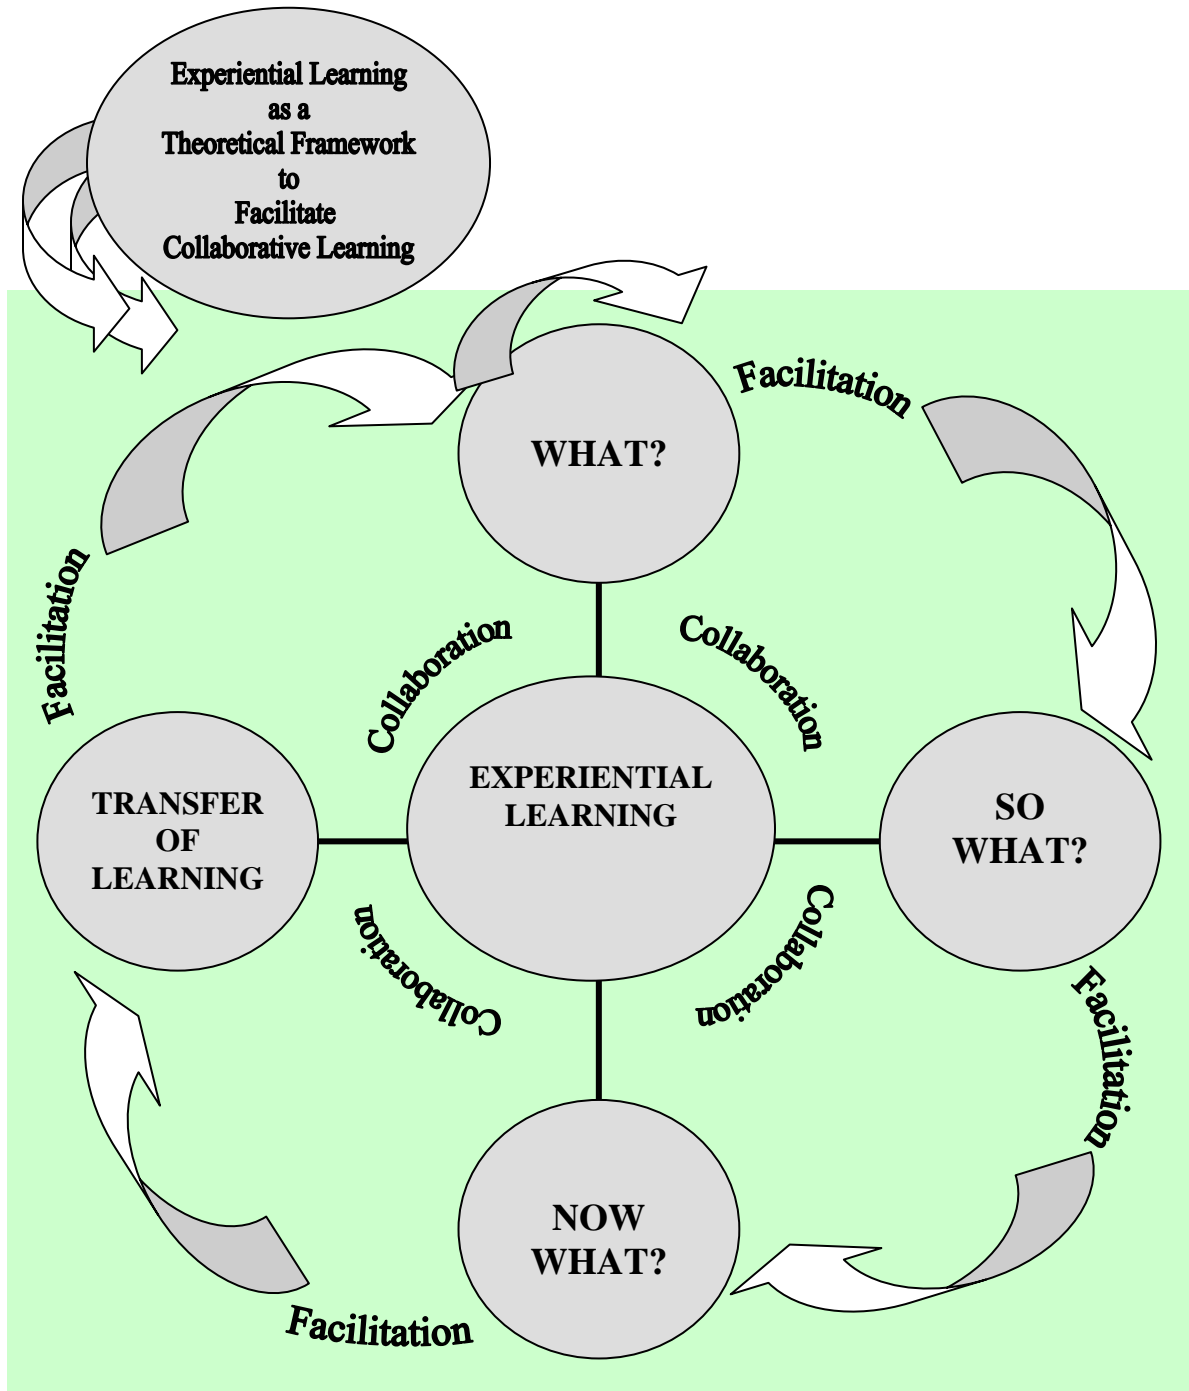 Experiential Learning
as a
Theoretical Framework
to
Facilitate
Collaborative Learning
WHAT?
Facilitation
Facilitation
Collaboration
Collaboration
EXPERIENTIAL
LEARNING
TRANSFER
OF
LEARNING
SO
WHAT?
Collaboration
Collaboration
Facilitation
NOW
WHAT?
Facilitation